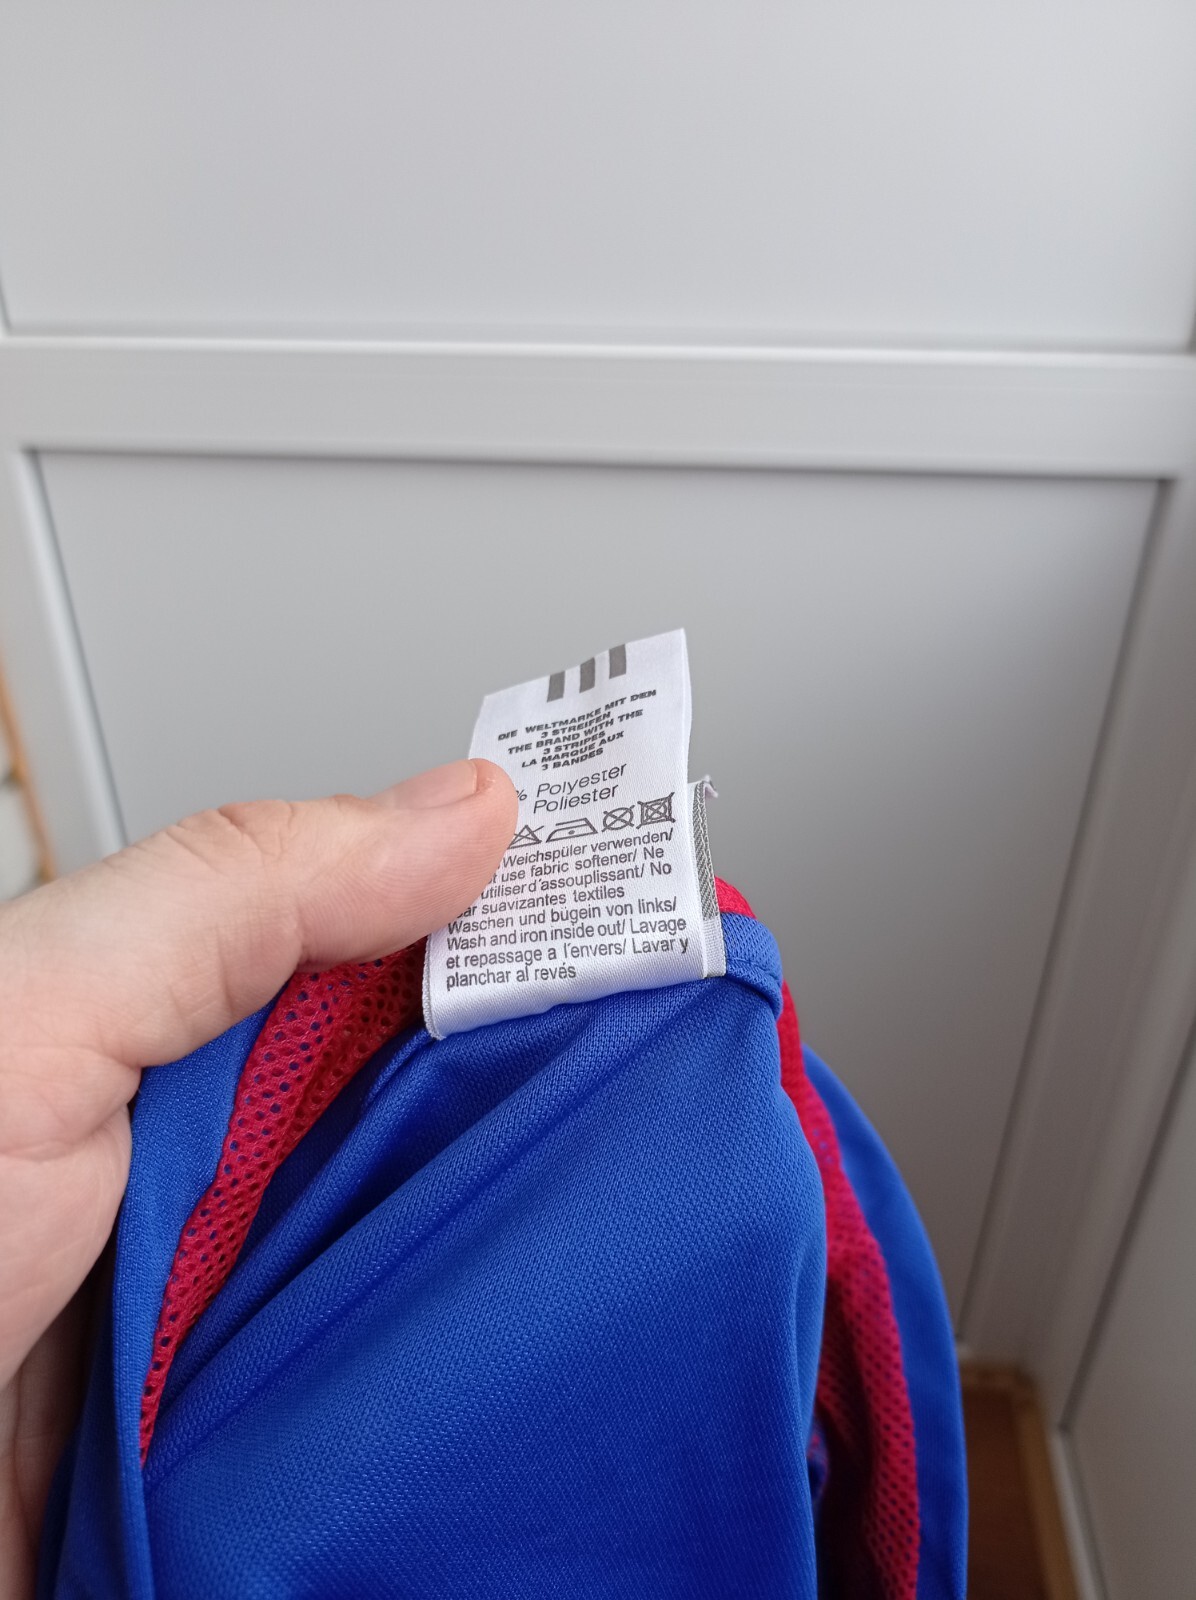 DIE WELTMARKE MIT DEN
3 STREIFEN
THE BRAND WITH THE
3 STRIPES
LA MARQUE AUX
3 BANDES
% Polyester
Poliester
Weichspüler verwenden/
use fabric softener/ Ne
utiliser d'assouplissant/ No
suavizantes textiles
Waschen und bügeln von links/
Wash and iron inside out/ Lavage
et repassage a l'envers/ Lavar y
planchar al revés